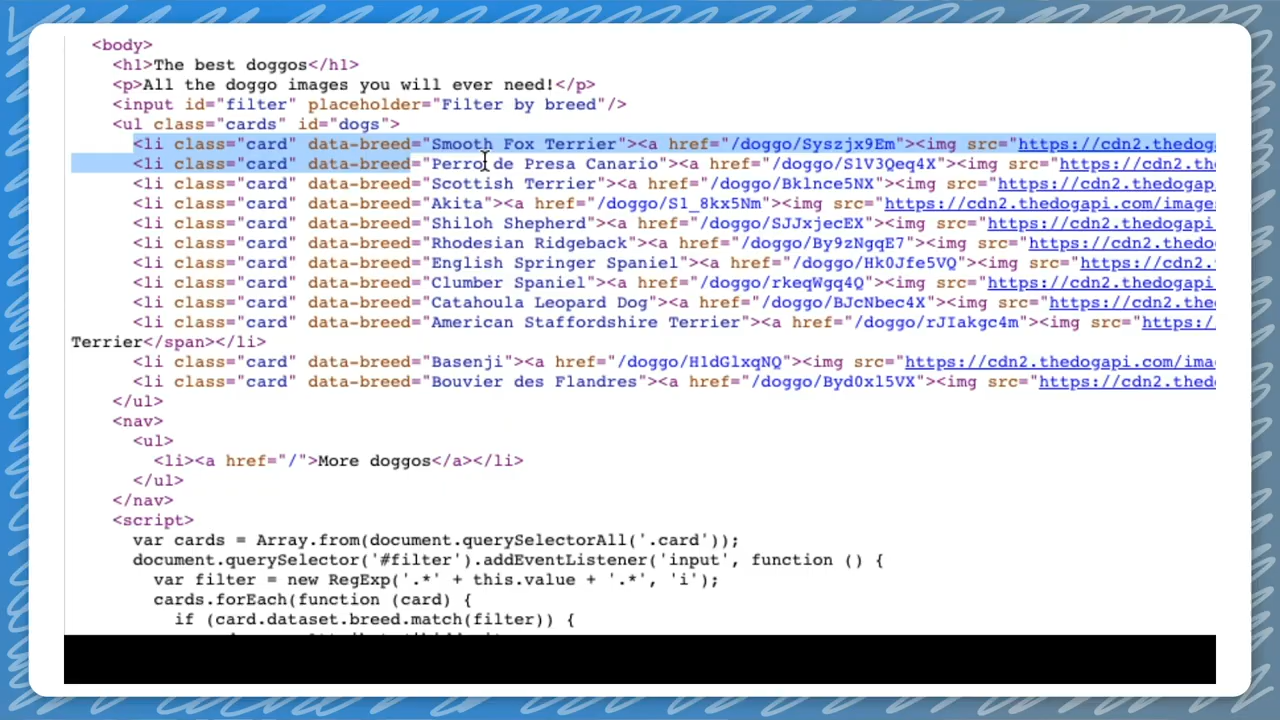 <body>
<h1>The best doggos</h1>
<p>All the doggo images you will ever need!</p>
<input id="filter" placeholder="Filter by breed"/>
<ul class="cards" id="dogs">
<li class="card" data-breed="Smooth Fox Terrier"><a href="/doggo/Syszjx9Em"><img src="https://cdn2.thedog
<li class="card" data-breed="Perro de Presa Canario"><a href="/doggo/S1V3Qeq4X"><img src="https://cdn2.th
<li class="card" data-breed="Scottish Terrier"><a href="/doggo/Bklnce5NX"><img src="https://cdn2.thedogap
<li class="card" data-breed="Akita"><a href="/doggo/S1_8kx5Nm"><img src="https://cdn2.thedogapi.com/image
<li class="card" data-breed="Shiloh Shepherd"><a href="/doggo/SJJxjecEX"><img src="https://cdn2.thedogapi
<li class="card" data-breed="Rhodesian Ridgeback"><a href="/doggo/By9zNgqE7"><img src="https://cdn2.thedo
<li class="card" data-breed="English Springer Spaniel"><a href="/doggo/Hk0Jfe5VQ"><img src="https://cdn2.
<li class="card" data-breed="Clumber Spaniel"><a href="/doggo/rkeqWgq4Q"><img src="https://cdn2.thedogapi
<li class="card" data-breed="Catahoula Leopard Dog"><a href="/doggo/BJcNbec4X"><img src="https://cdn2.the
<li class="card" data-breed="American Staffordshire Terrier"><a href="/doggo/rJIakgc4m"><img src="https:/
Terrier</span></li>
<li class="card" data-breed="Basenji"><a href="/doggo/H1dGlxqNQ"><img src="https://cdn2.thedogapi.com/ima
<li class="card" data-breed="Bouvier des Flandres"><a href="/doggo/Byd0xl5VX"><img src="https://cdn2.thed
</ul>
<nav>
<ul>
<li><a href="/">More doggos</a></li>
</ul>
</nav>
<script>
var cards = Array.from(document.querySelectorAll('.card'));
document.querySelector('#filter').addEventListener('input', function () {
var filter = new RegExp('.*' + this.value + '.*', 'i');
cards.forEach(function (card) {
if (card.dataset.breed.match(filter)) {